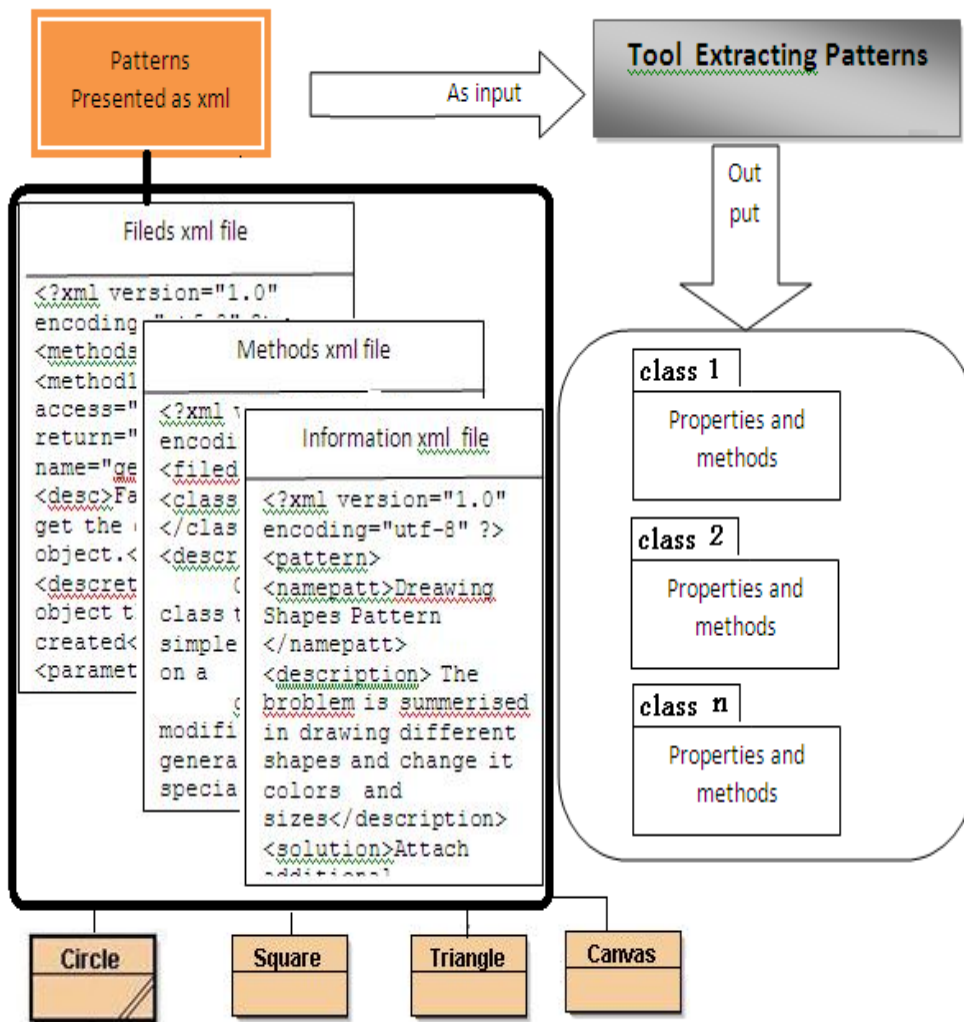 Patterns
Presented as xml
As input
Tool Extracting Patterns
Out
put
Fileds xml file
<?xml version="1.0"
encoding
<methods
<method1
access="
return="
name="ge
<desc>Fa
get the
object.<
<descret
object t
created<
<paramet
Methods xml file
<?xml v
encodi
<filed
<class
</clas
<descr
class t
simple
on a
modifi
genera
specia
Information xml file
<?xml version="1.0"
encoding="utf-8" ?>
<pattern>
<namepatt>Dreawing
Shapes Pattern
</namepatt>
<description> The
broblem is summerised
in drawing different
shapes and change it
colors and
sizes</description>
<solution>Attach
additional
class 1
Properties and
methods
class 2
Properties and
methods
class n
Properties and
methods
Circle
Square
Triangle
Canvas